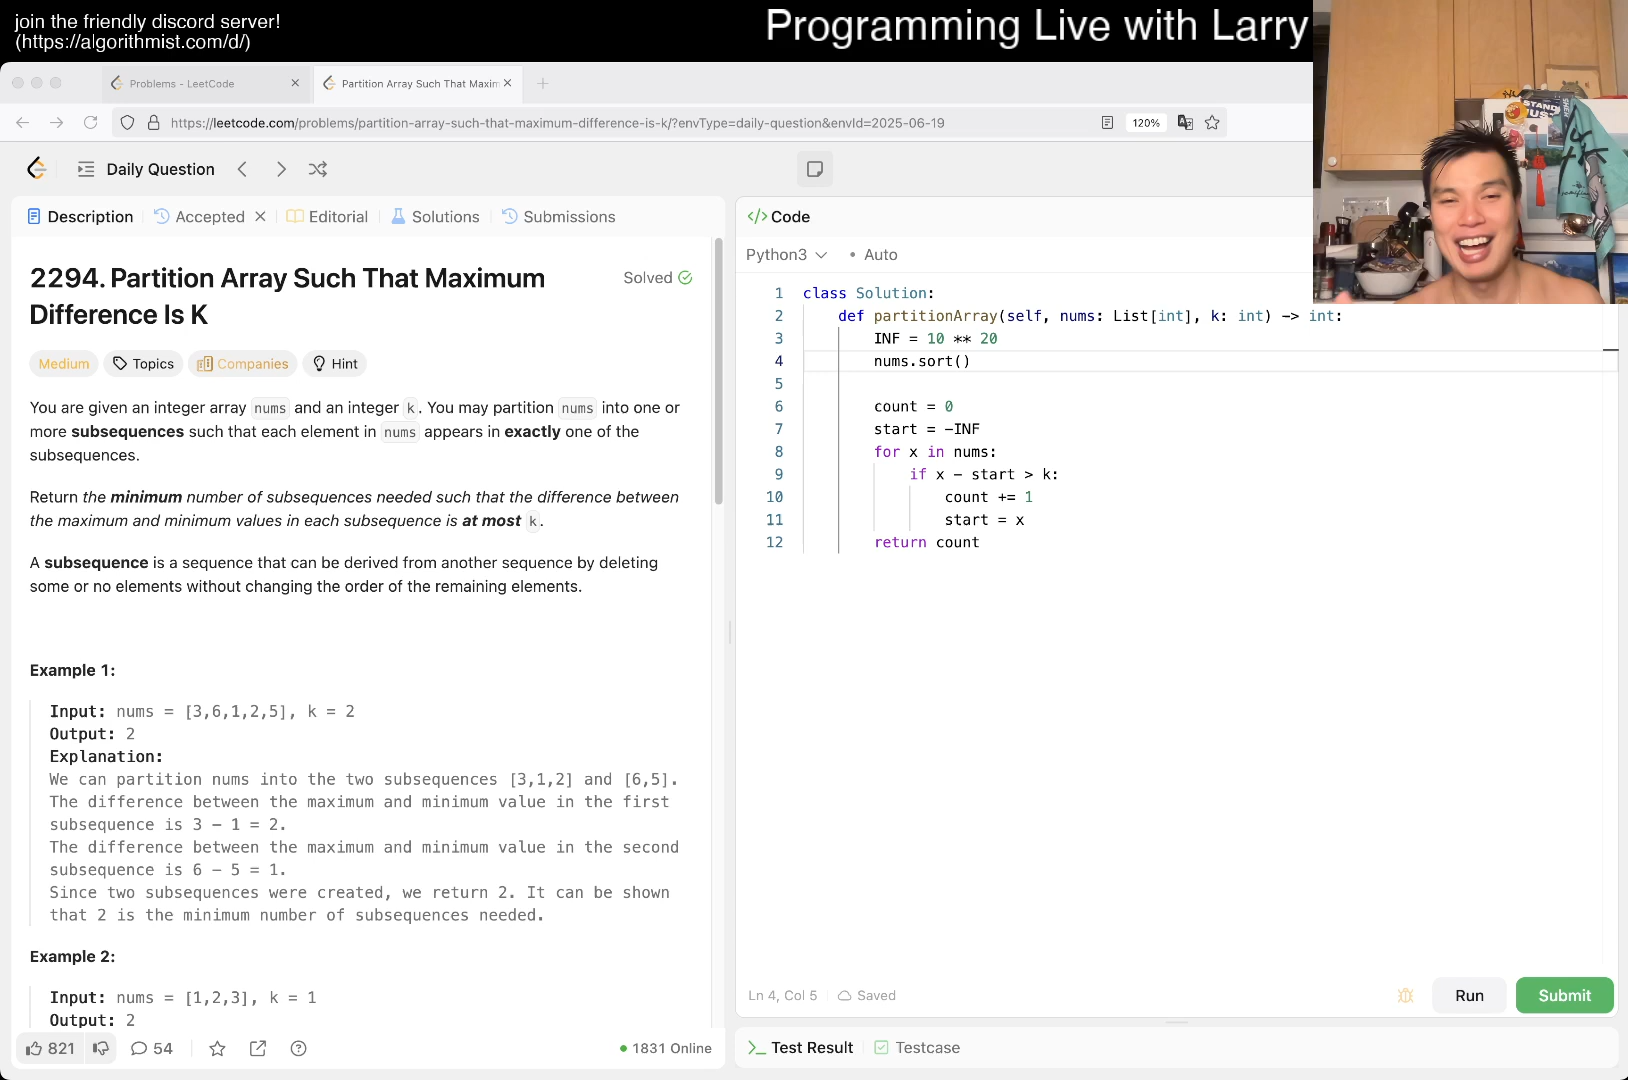 join the friendly discord server!
(https://algorithmist.com/d/)
Programming Live with Larry
Problems - LeetCode
Partition Array Such That Maxim
https://leetcode.com/problems/partition-array-such-that-maximum-difference-is-k/?envType=daily-question&envId=2025-06-19
120%
Daily Question
Description
Accepted
Editorial
Solutions
Submissions
2294. Partition Array Such That Maximum
Difference Is K
Solved
Medium
Topics
Companies
Hint
You are given an integer array nums and an integer k. You may partition nums into one or
more subsequences such that each element in nums appears in exactly one of the
subsequences.
Return the minimum number of subsequences needed such that the difference between
the maximum and minimum values in each subsequence is at most k.
A subsequence is a sequence that can be derived from another sequence by deleting
some or no elements without changing the order of the remaining elements.
Example 1:
Input: nums = [3,6,1,2,5], k = 2
Output: 2
Explanation:
We can partition nums into the two subsequences [3,1,2] and [6,5].
The difference between the maximum and minimum value in the first
subsequence is 3 - 1 = 2.
The difference between the maximum and minimum value in the second
subsequence is 6 - 5 = 1.
Since two subsequences were created, we return 2. It can be shown
that 2 is the minimum number of subsequences needed.
Example 2:
Input: nums = [1,2,3], k = 1
Output: 2
821
54
1831 Online
</> Code
Python3
• Auto
1 class Solution:
2 def partitionArray(self, nums: List[int], k: int) -> int:
3 INF = 10 ** 20
4 nums.sort()
5
6 count = 0
7 start = -INF
8 for x in nums:
9 if x - start > k:
10 count += 1
11 start = x
12 return count
Ln 4, Col 5
Saved
Run
Submit
Test Result
Testcase